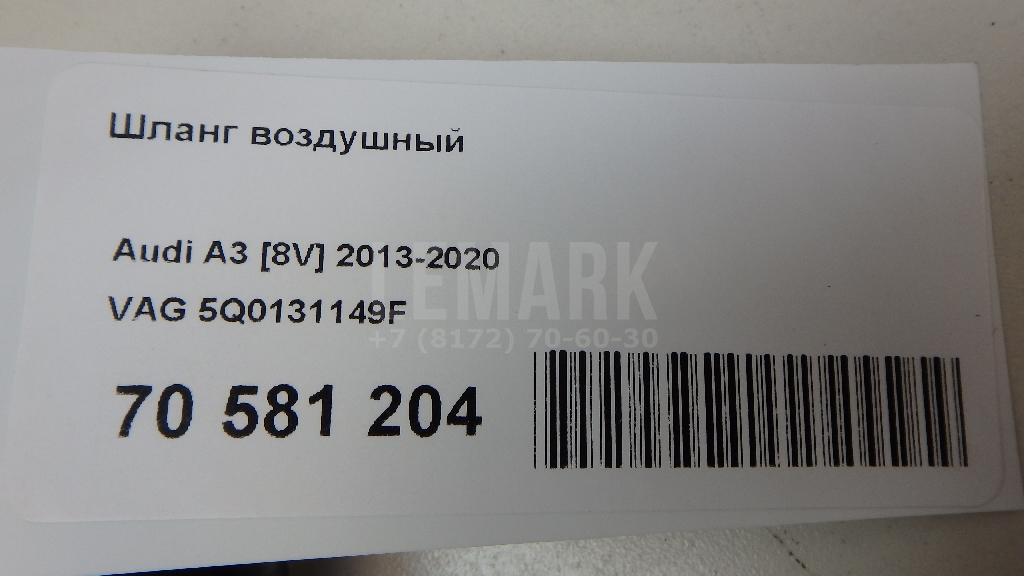 Шланг воздушный
Audi A3 [8V] 2013-2020
VAG 5Q0131149F
70 581 204
LEMARK
+7 (8172) 70-60-30